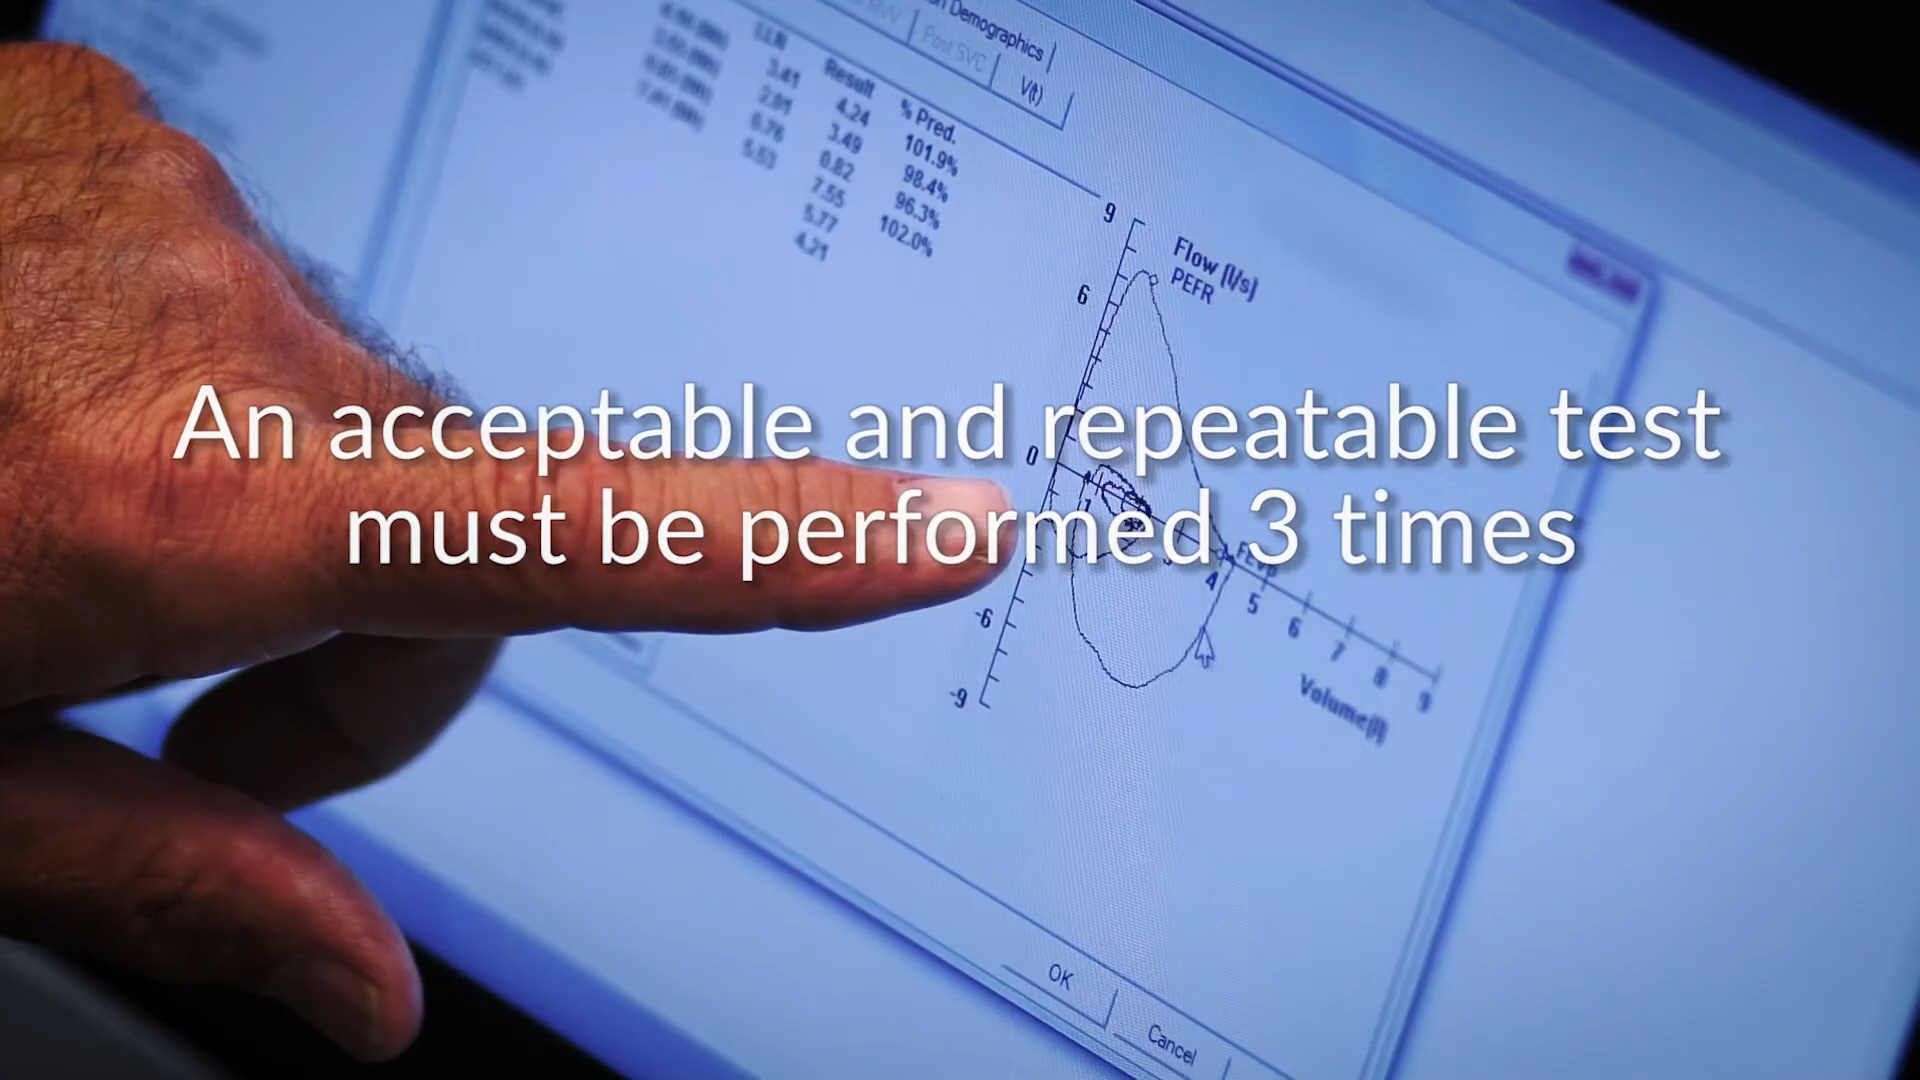 Demographics
Post SVC
V(t)
LLN
Result
% Pred.
3.41
4.24
101.9%
2.91
3.49
98.4%
0.76
0.82
96.3%
5.53
7.55
102.0%
5.77
4.21
9
Flow (l/s)
PEFR
6
An acceptable and repeatable test
must be performed 3 times
0
4
5
6
7
8
9
-6
-9
Volume(l)
OK
Cancel